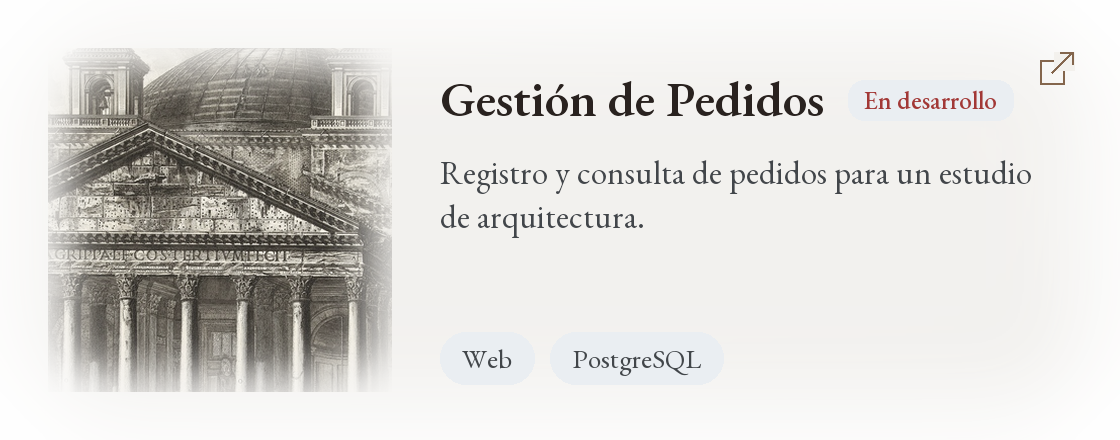 Gestión de Pedidos
En desarrollo
Registro y consulta de pedidos para un estudio
de arquitectura.
Web
PostgreSQL